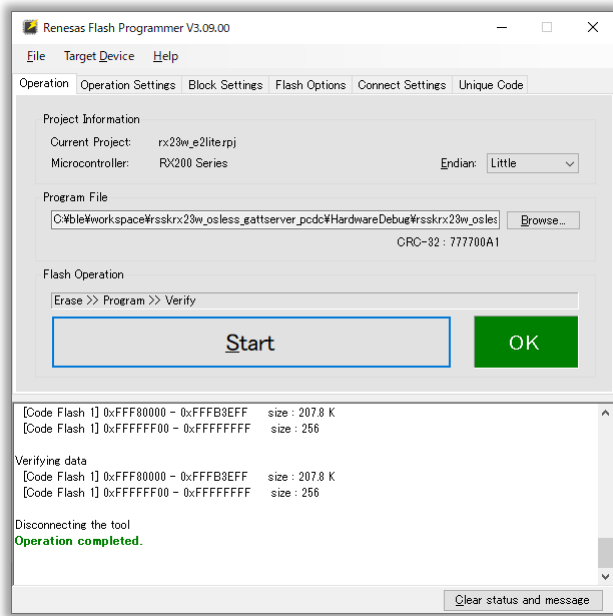 Renesas Flash Programmer V3.09.00
File Target Device Help
Operation Operation Settings Block Settings Flash Options Connect Settings Unique Code
Project Information
Current Project: rx23w_e2lite.rpj
Microcontroller: RX200 Series Endian: Little
Program File
C:¥ble¥workspace¥rsskrx23w_osless_gattserver_pcdc¥HardwareDebug¥rsskrx23w_osles Browse...
CRC-32 : 777700A1
Flash Operation
Erase >> Program >> Verify
Start OK
[Code Flash 1] 0xFFF80000 - 0xFFFB3EFF size : 207.8 K
[Code Flash 1] 0xFFFFFF00 - 0xFFFFFFFF size : 256
Verifying data
[Code Flash 1] 0xFFF80000 - 0xFFFB3EFF size : 207.8 K
[Code Flash 1] 0xFFFFFF00 - 0xFFFFFFFF size : 256
Disconnecting the tool
Operation completed.
Clear status and message